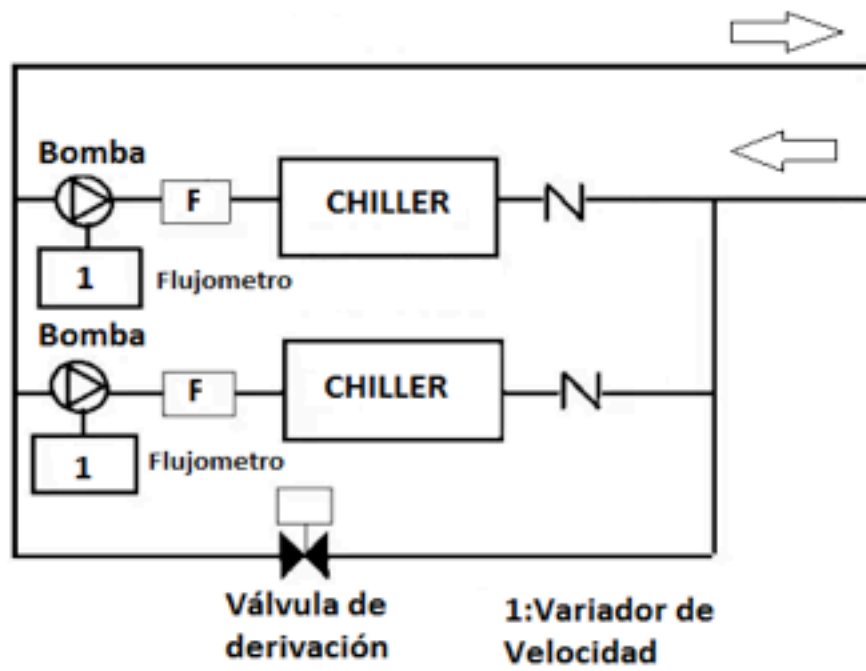 Bomba
F
CHILLER
1
Flujometro
Bomba
F
CHILLER
1
Flujometro
Válvula de
derivación
1:Variador de
Velocidad